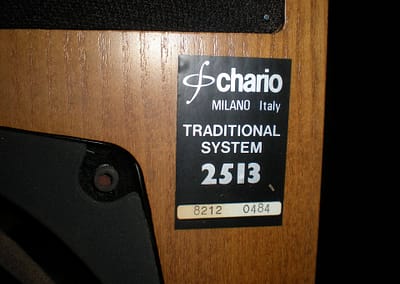 chario
MILANO Italy
TRADITIONAL
SYSTEM
2513
8212 0484